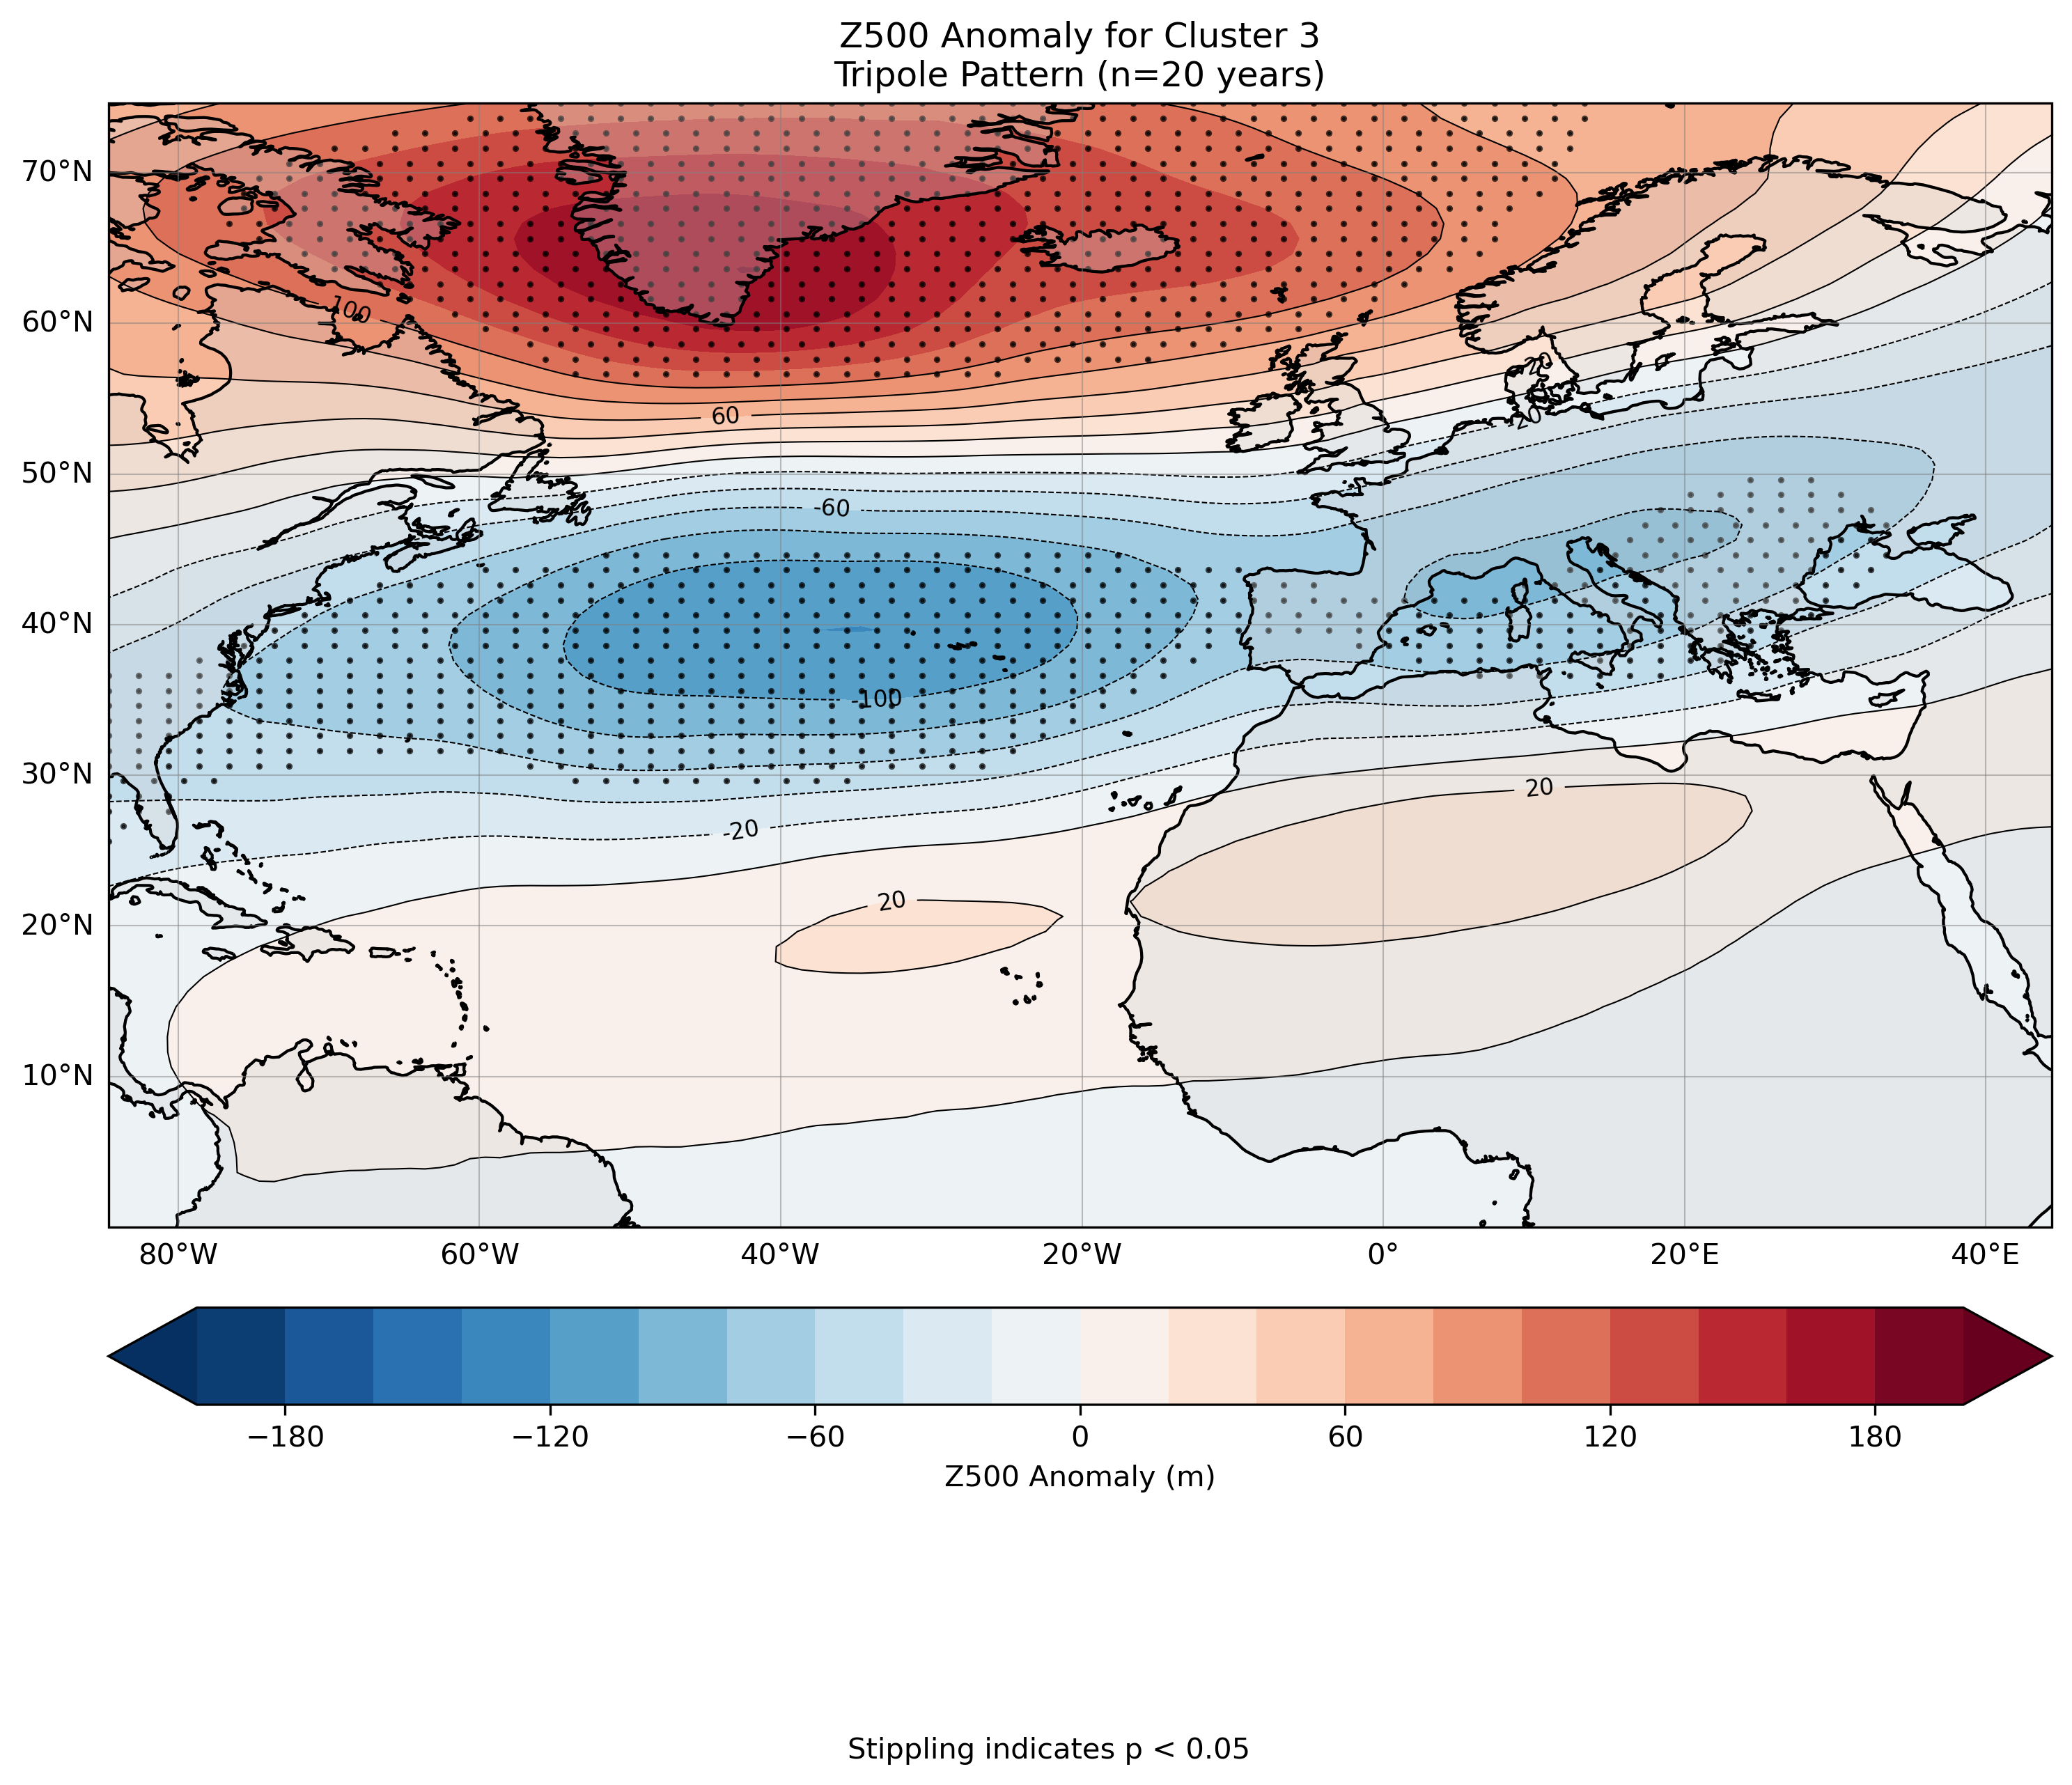 Z500 Anomaly for Cluster 3
Tripole Pattern (n=20 years)
70°N
60°N
50°N
40°N
30°N
20°N
10°N
100
60
20
-20
-60
-100
20
-20
20
80°W 60°W 40°W 20°W 0° 20°E 40°E
−180 −120 −60 0 60 120 180
Z500 Anomaly (m)
Stippling indicates p < 0.05